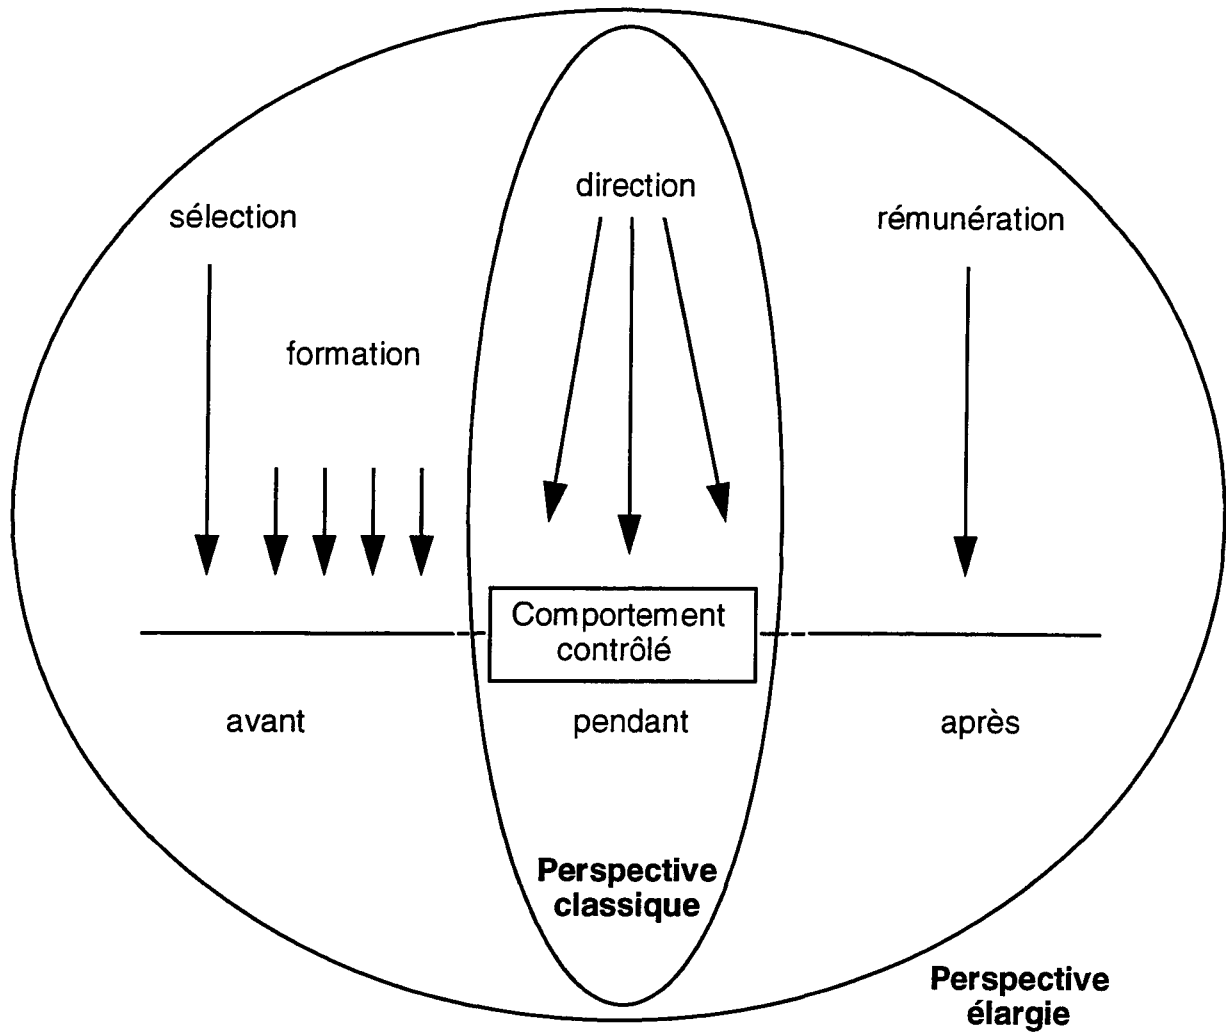 direction
sélection
rémunération
formation
Comportement
contrôlé
avant
pendant
après
Perspective
classique
Perspective
élargie